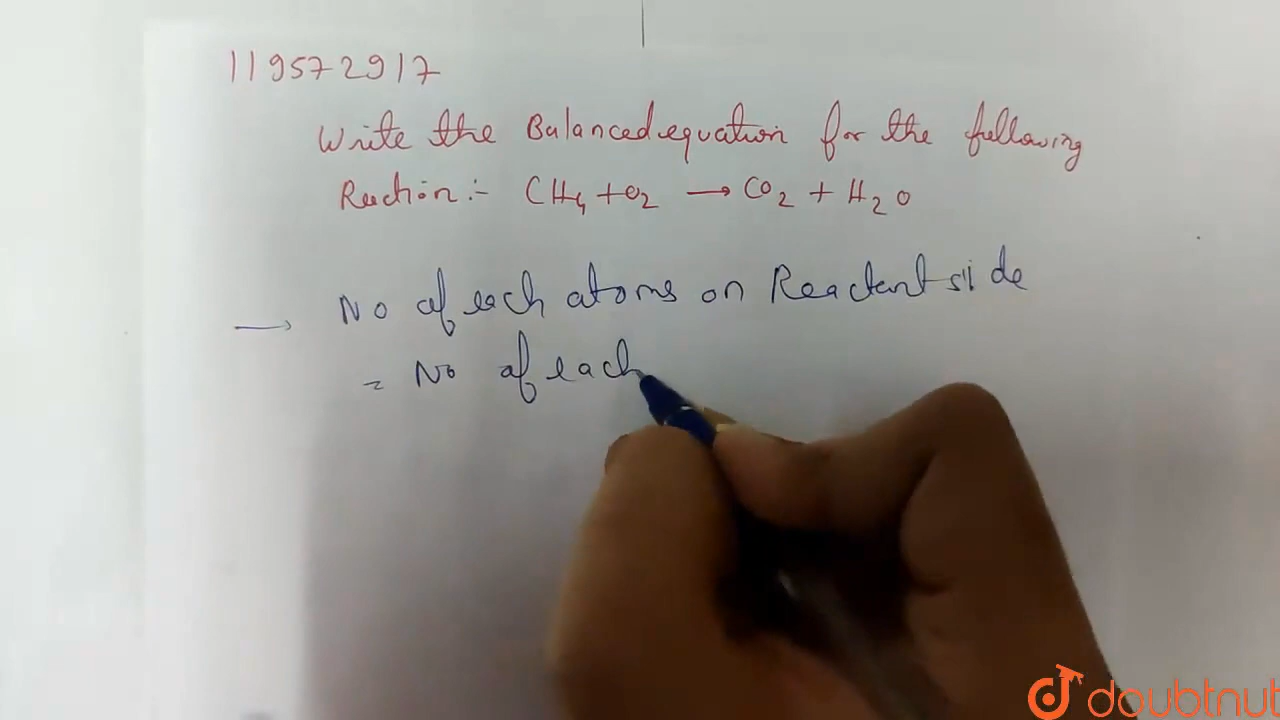 119572917
Write the Balanced equation for the following
Reaction:- CH4 + O2 → CO2 + H2O
→ No of each atoms on Reactant side
= No of each
doubtnut